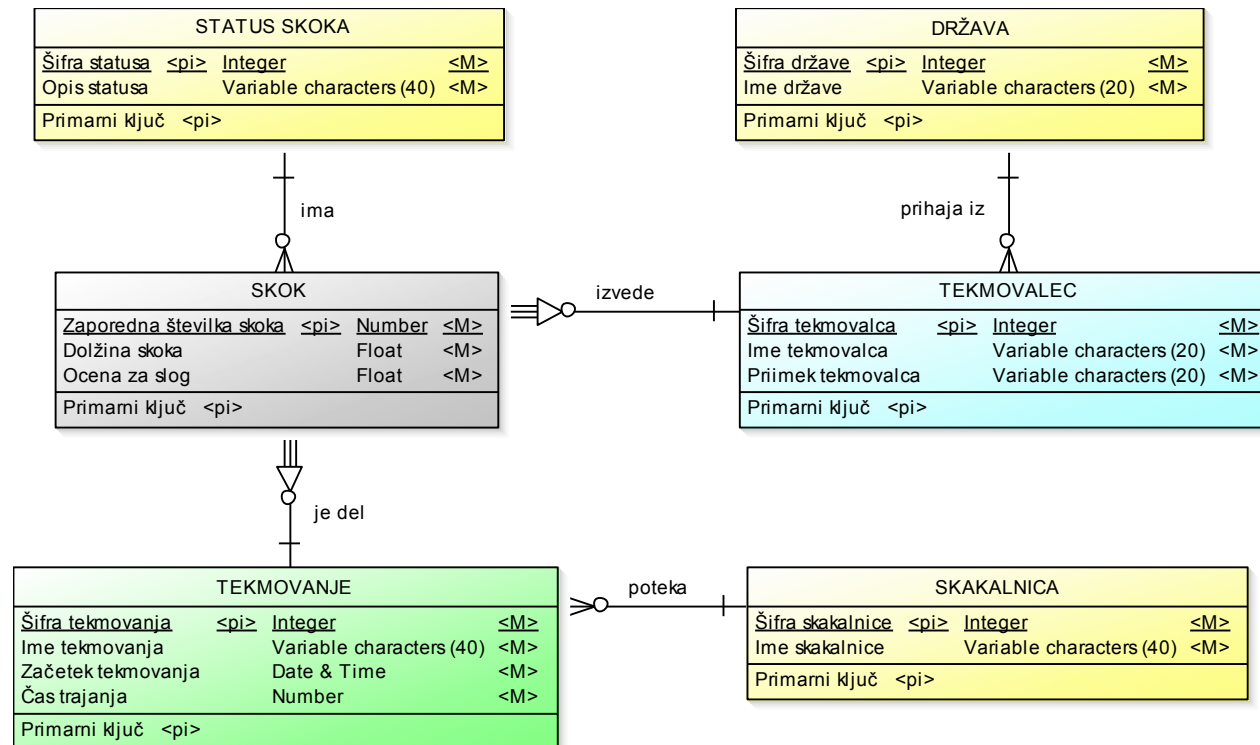 STATUS SKOKA
Šifra statusa <pi> Integer <M>
Opis statusa Variable characters (40) <M>
Primarni ključ <pi>
DRŽAVA
Šifra države <pi> Integer <M>
Ime države Variable characters (20) <M>
Primarni ključ <pi>
ima
prihaja iz
SKOK
Zaporedna številka skoka <pi> Number <M>
Dolžina skoka Float <M>
Ocena za slog Float <M>
Primarni ključ <pi>
izvede
TEKMOVALEC
Šifra tekmovalca <pi> Integer <M>
Ime tekmovalca Variable characters (20) <M>
Priimek tekmovalca Variable characters (20) <M>
Primarni ključ <pi>
je del
TEKMOVANJE
Šifra tekmovanja <pi> Integer <M>
Ime tekmovanja Variable characters (40) <M>
Začetek tekmovanja Date & Time <M>
Čas trajanja Number <M>
Primarni ključ <pi>
poteka
SKAKALNICA
Šifra skakalnice <pi> Integer <M>
Ime skakalnice Variable characters (40) <M>
Primarni ključ <pi>